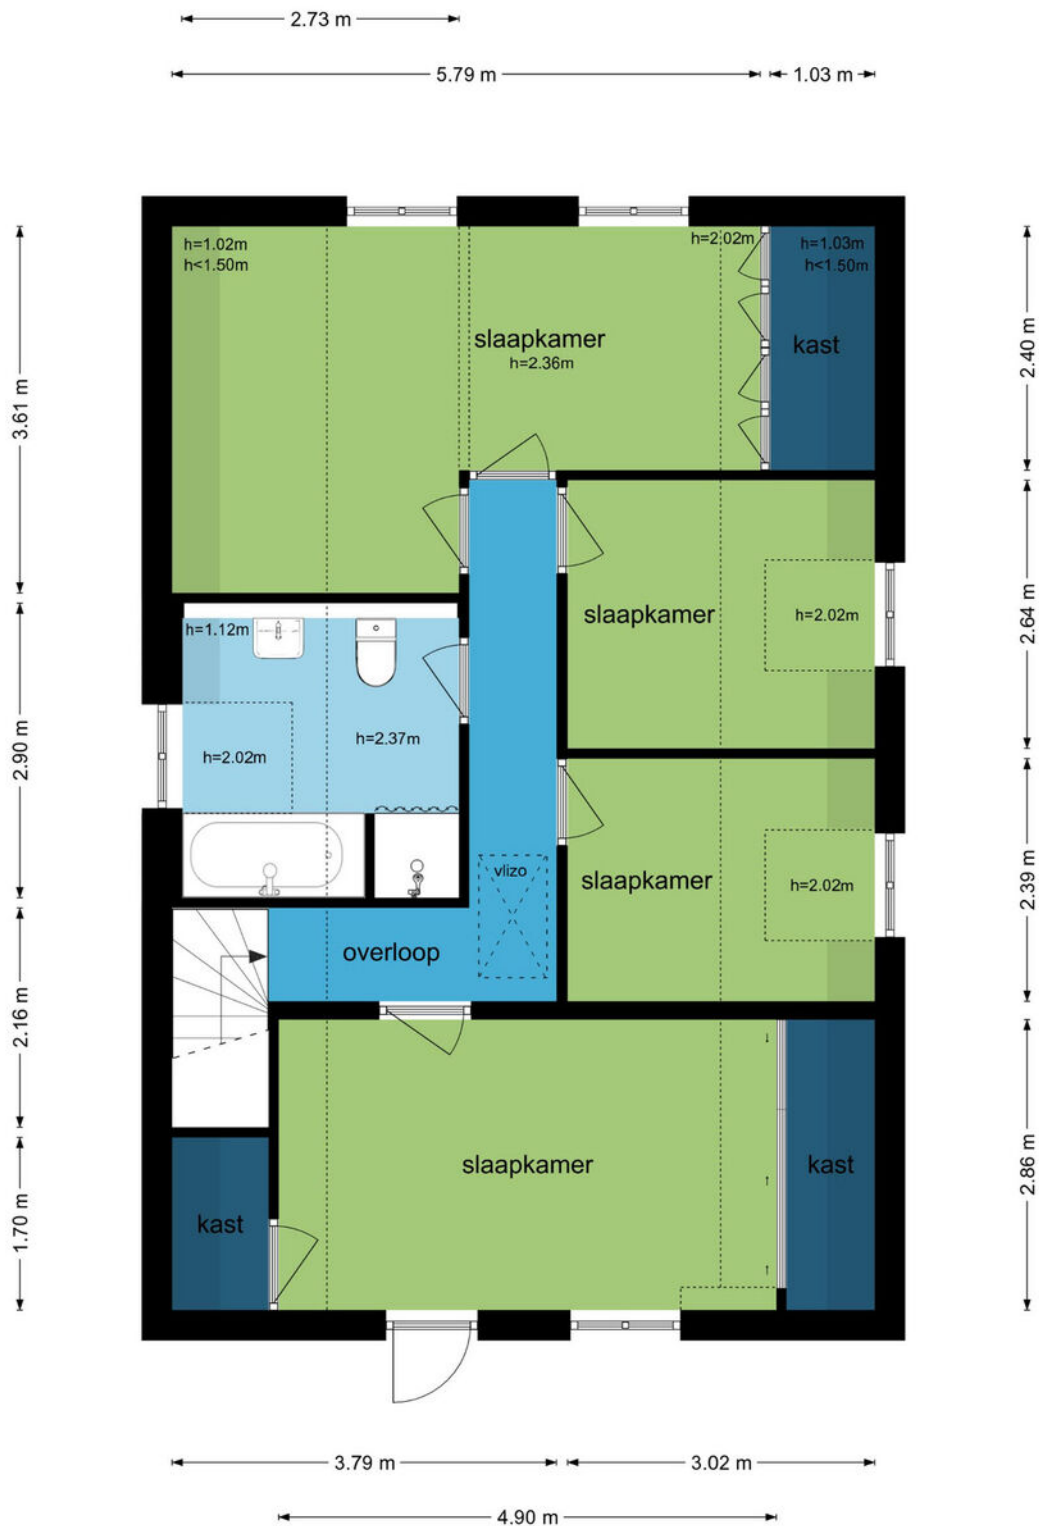 2.73 m
5.79 m
1.03 m
h=1.02m
h<1.50m
h=2.02m
h=1.03m
h<1.50m
slaapkamer
h=2.36m
kast
3.61 m
2.40 m
slaapkamer
h=2.02m
2.64 m
h=1.12m
h=2.37m
h=2.02m
2.90 m
vlizo
slaapkamer
h=2.02m
2.39 m
overloop
2.16 m
slaapkamer
kast
2.86 m
kast
1.70 m
3.79 m
3.02 m
4.90 m